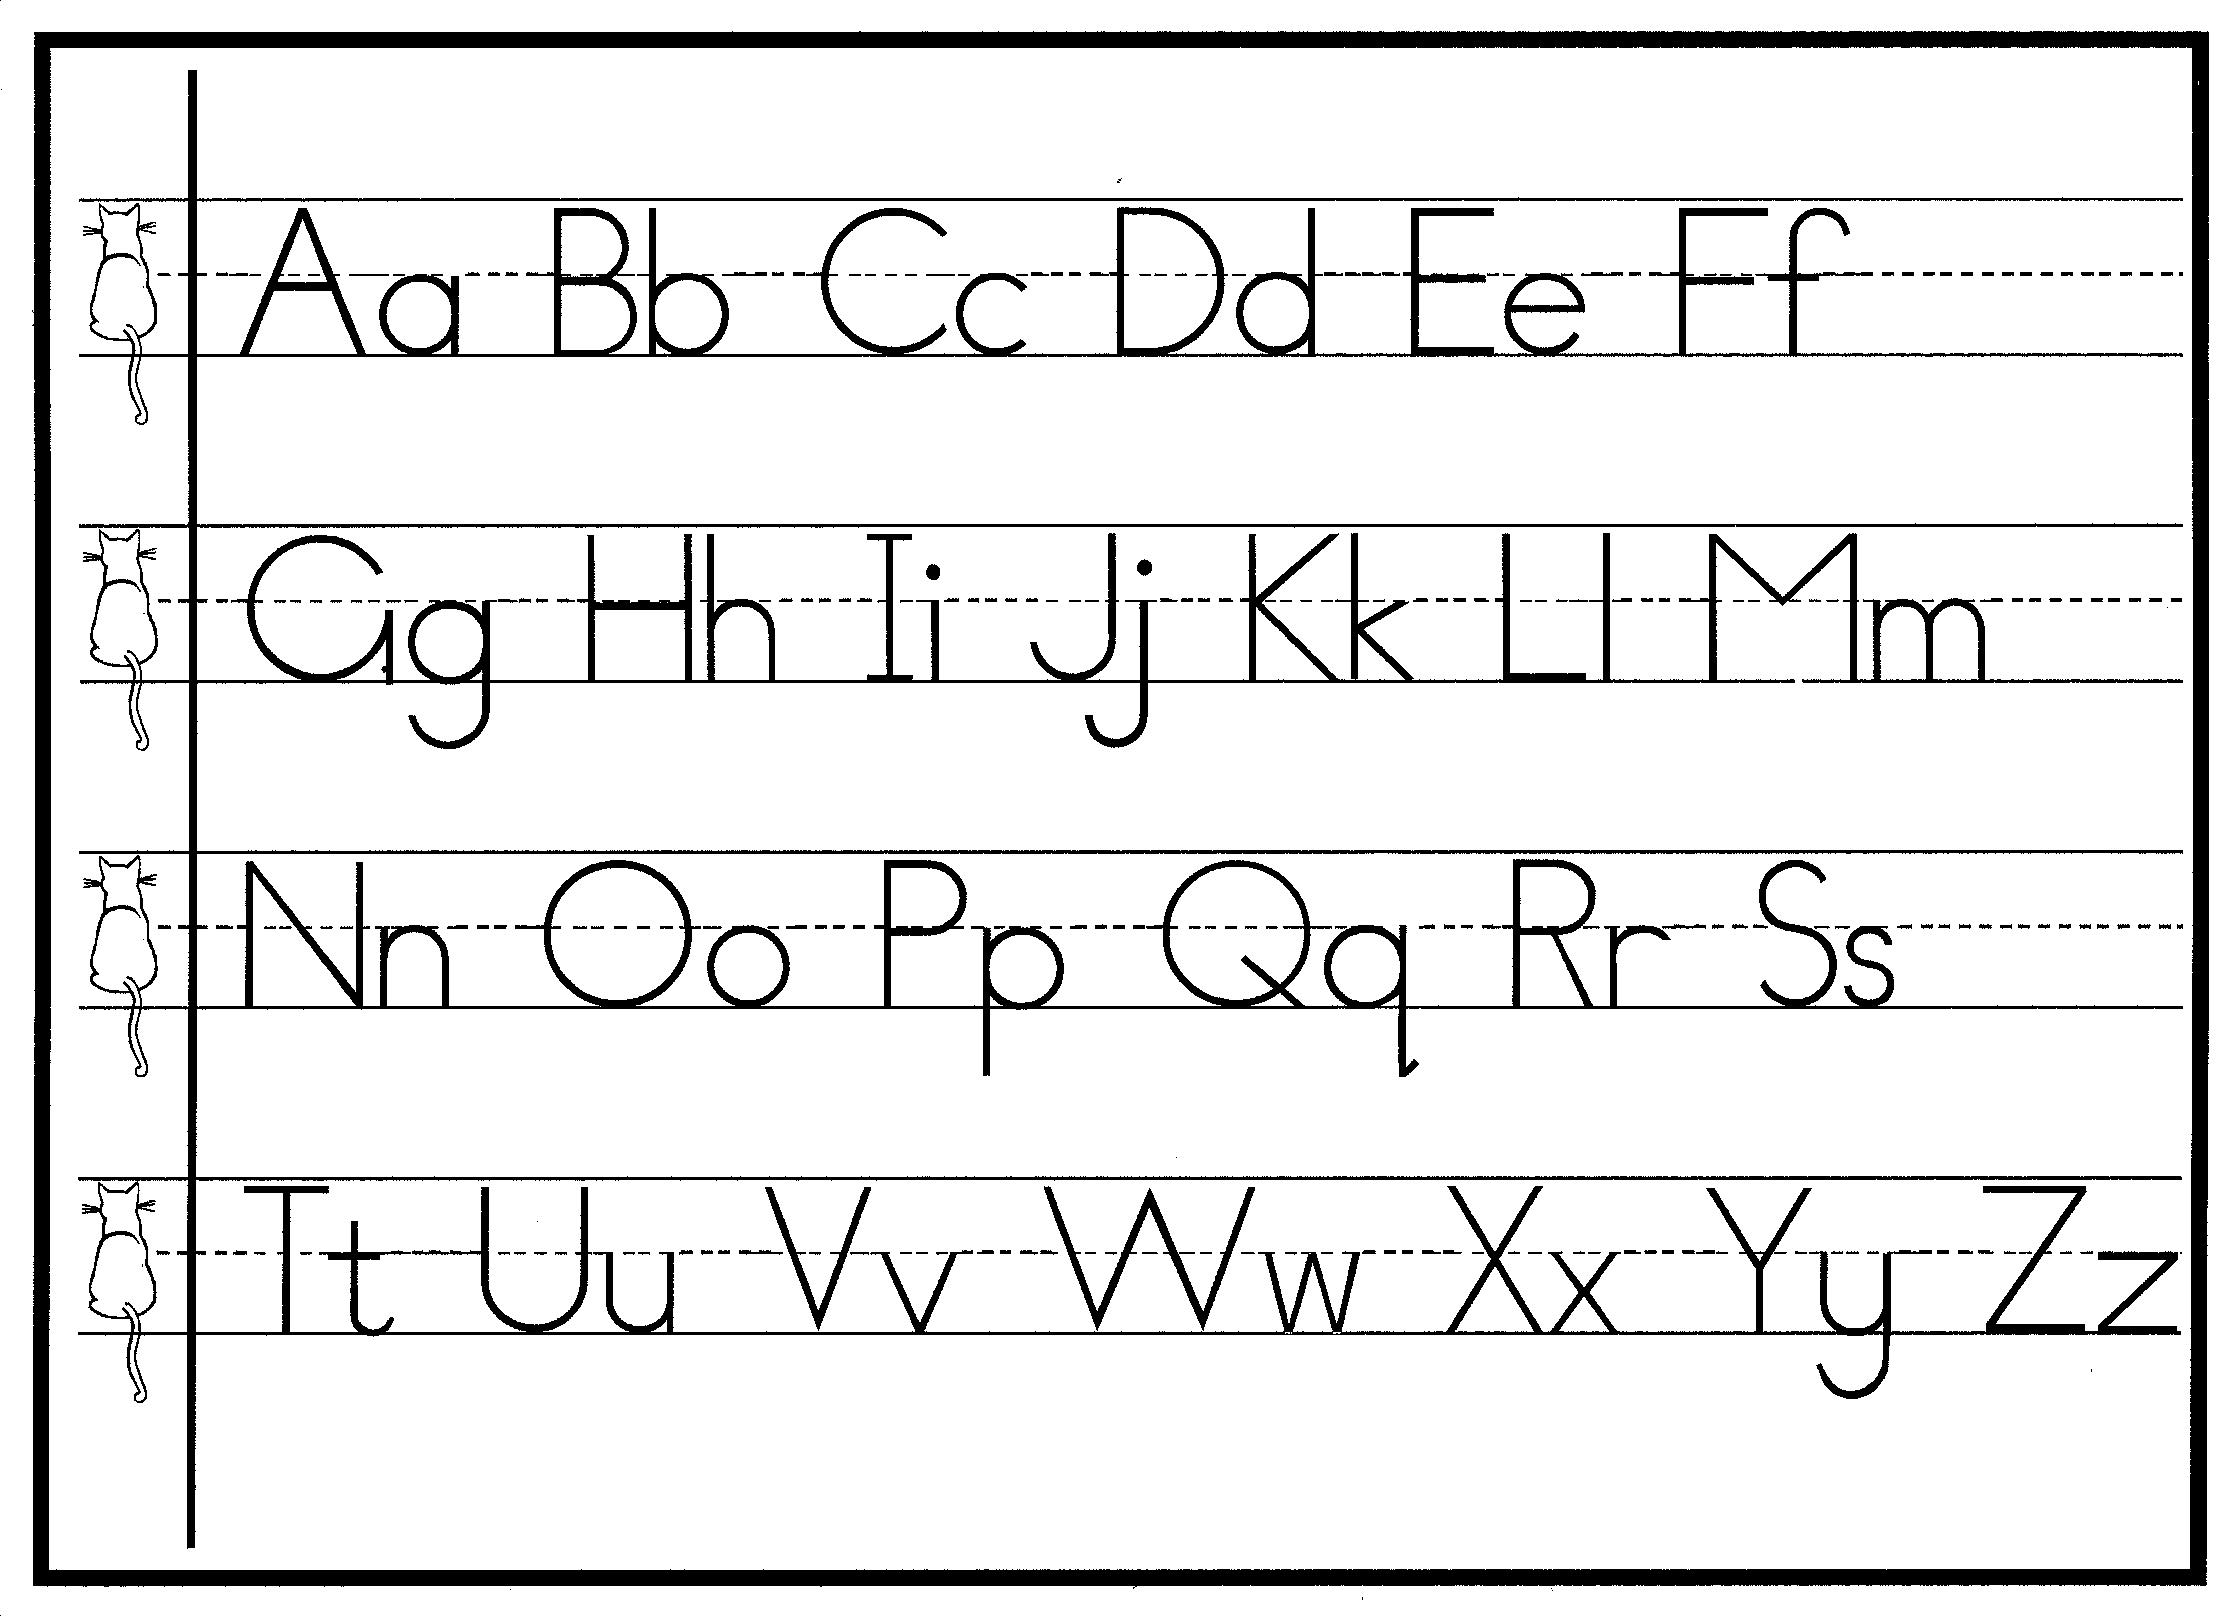 Aa Bb Cc Dd Ee Ff
Gg Hh Ii Jj Kk Ll Mm
Nn Oo Pp Qq Rr Ss
Tt Uu Vv Ww Xx Yy Zz